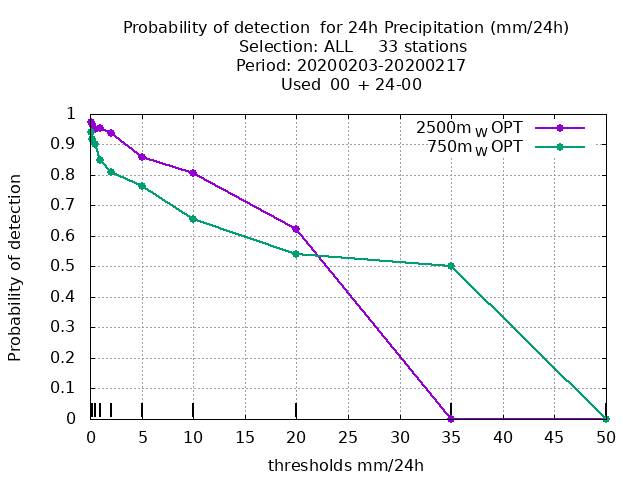 Probability of detection  for 24h Precipitation (mm/24h)
Selection: ALL     33 stations
Period: 20200203-20200217
Used  00 + 24-00
2500m W OPT
750m W OPT
Probability of detection
1
0.9
0.8
0.7
0.6
0.5
0.4
0.3
0.2
0.1
0
0 5 10 15 20 25 30 35 40 45 50
thresholds mm/24h